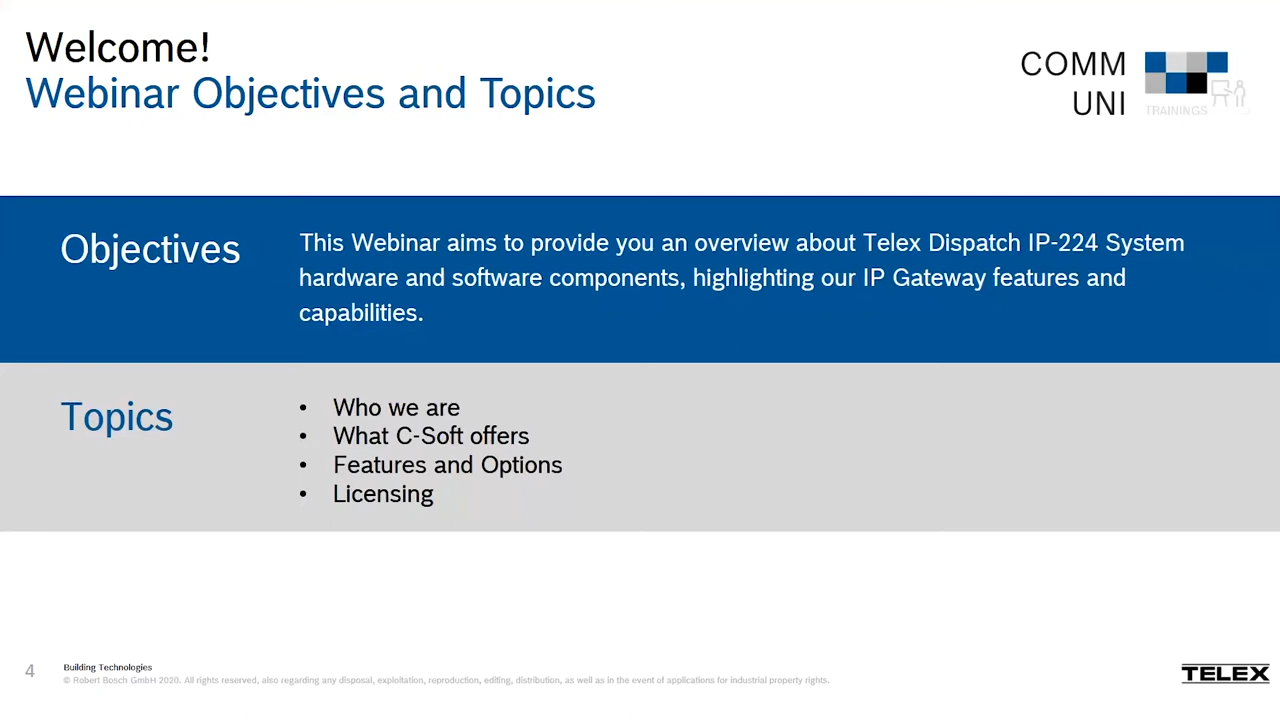 Welcome!
Webinar Objectives and Topics
COMM
UNI
TRAININGS
Objectives
This Webinar aims to provide you an overview about Telex Dispatch IP-224 System
hardware and software components, highlighting our IP Gateway features and
capabilities.
Topics
• Who we are
• What C-Soft offers
• Features and Options
• Licensing
4
Building Technologies
© Robert Bosch GmbH 2020. All rights reserved, also regarding any disposal, exploitation, reproduction, editing, distribution, as well as in the event of applications for industrial property rights.
TELEX